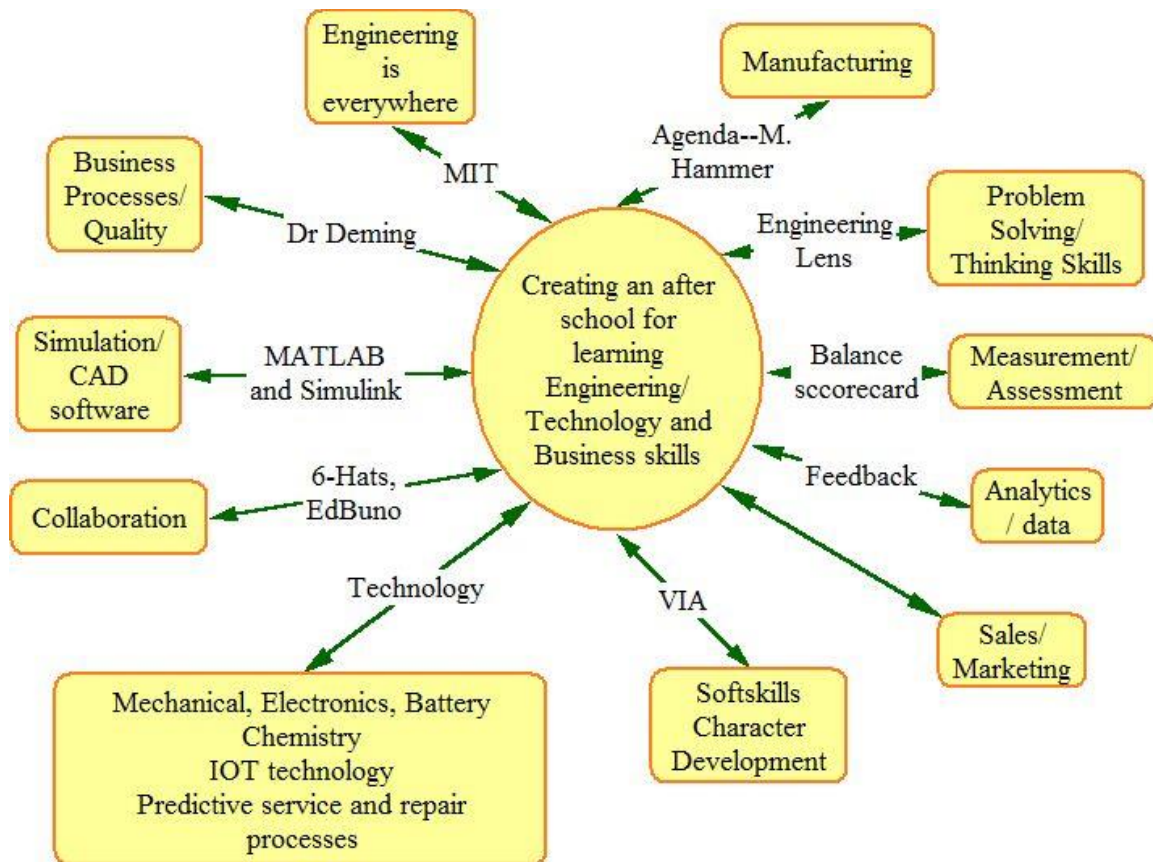 Engineering
is
everywhere
Manufacturing
Agenda--M.
Hammer
MIT
Business
Processes/
Quality
Dr Deming
Engineering
Lens
Problem
Solving/
Thinking Skills
Creating an after
school for
learning
Engineering/
Technology and
Business skills
Simulation/
CAD
software
MATLAB
and Simulink
Balance
sccorecard
Measurement/
Assessment
6-Hats,
EdBuno
Collaboration
Feedback
Analytics
/ data
Technology
VIA
Sales/
Marketing
Mechanical, Electronics, Battery
Chemistry
IOT technology
Predictive service and repair
processes
Softskills
Character
Development